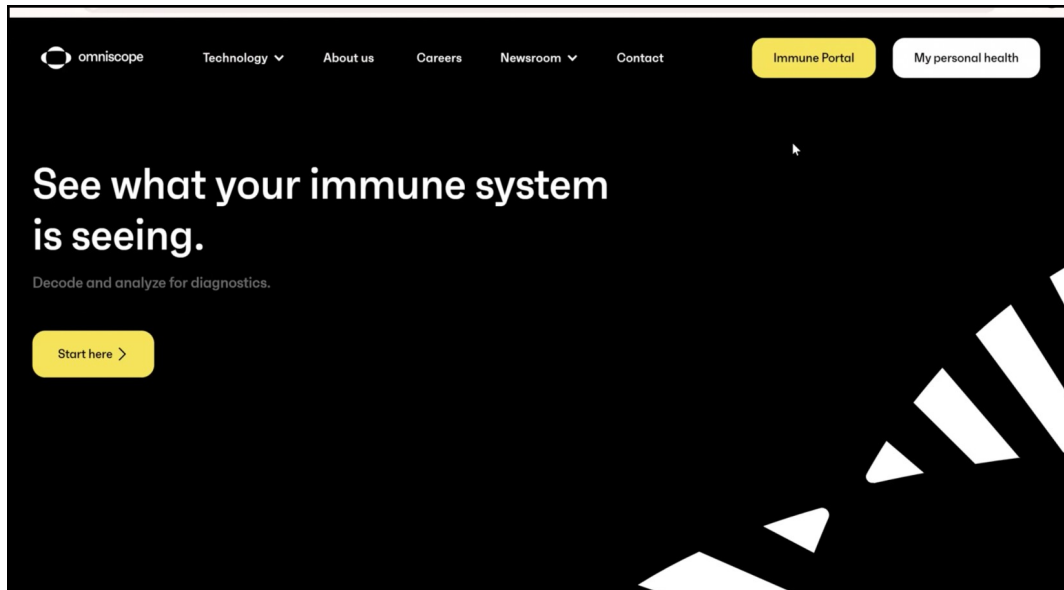 omniscope
Technology
About us
Careers
Newsroom
Contact
Immune Portal
My personal health
See what your immune system
is seeing.
Decode and analyze for diagnostics.
Start here